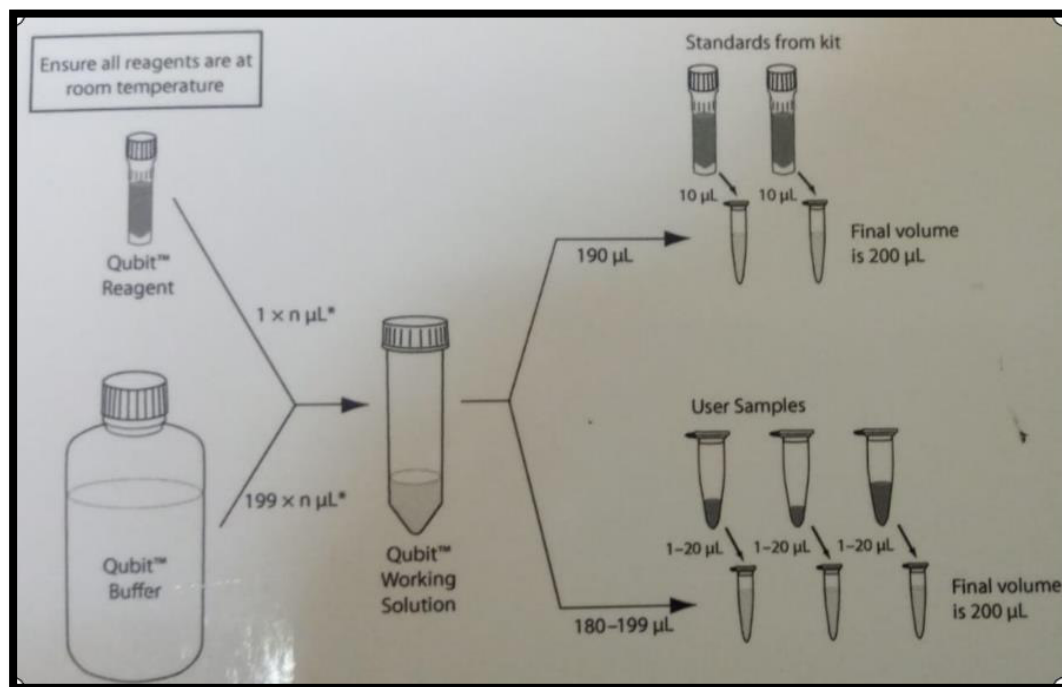 Ensure all reagents are at
room temperature
Qubit™
Reagent
1 × n µL*
Qubit™
Buffer
199 × n µL*
Qubit™
Working
Solution
Standards from kit
10 µL 10 µL
190 µL
Final volume
is 200 µL
User Samples
1–20 µL 1–20 µL 1–20 µL
180–199 µL
Final volume
is 200 µL